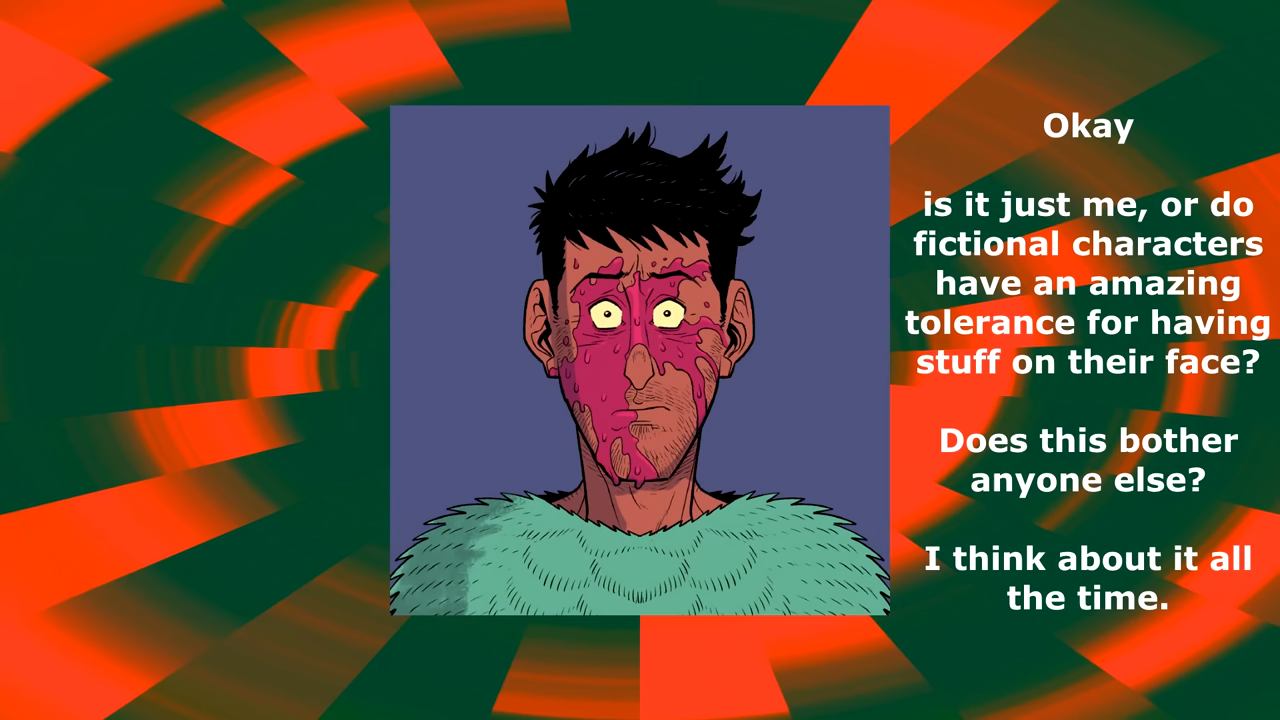 Okay
is it just me, or do
fictional characters
have an amazing
tolerance for having
stuff on their face?
Does this bother
anyone else?
I think about it all
the time.